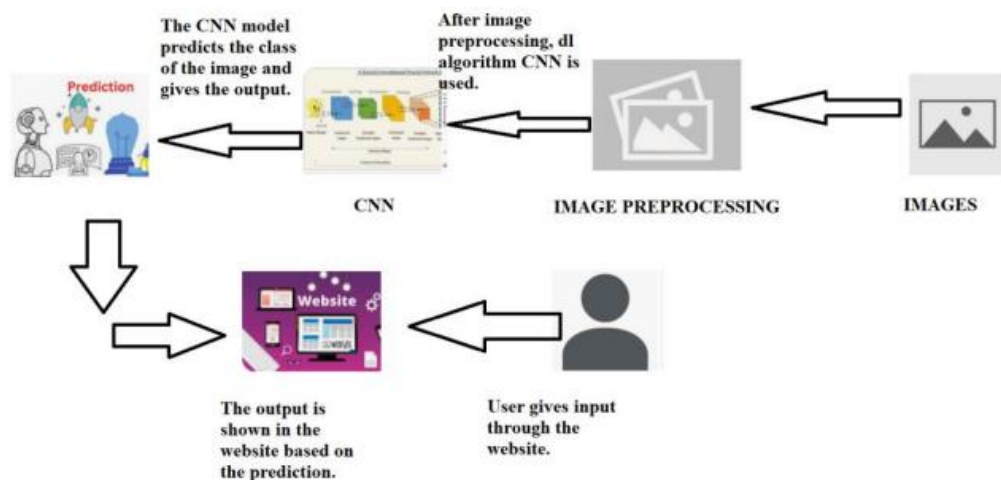 The CNN model
predicts the class
of the image and
gives the output.
After image
preprocessing, dl
algorithm CNN is
used.
Prediction
CNN
IMAGE PREPROCESSING
IMAGES
Website
The output is
shown in the
website based on
the prediction.
User gives input
through the
website.